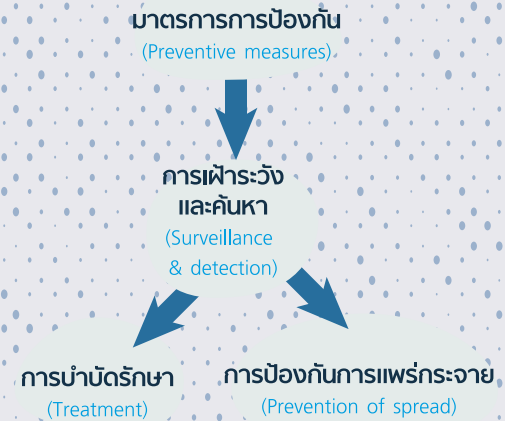 มาตรการการป้องกัน
(Preventive measures)
การเฝ้าระวัง
และค้นหา
(Surveillance
& detection)
การบำบัดรักษา
(Treatment)
การป้องกันการแพร่กระจาย
(Prevention of spread)